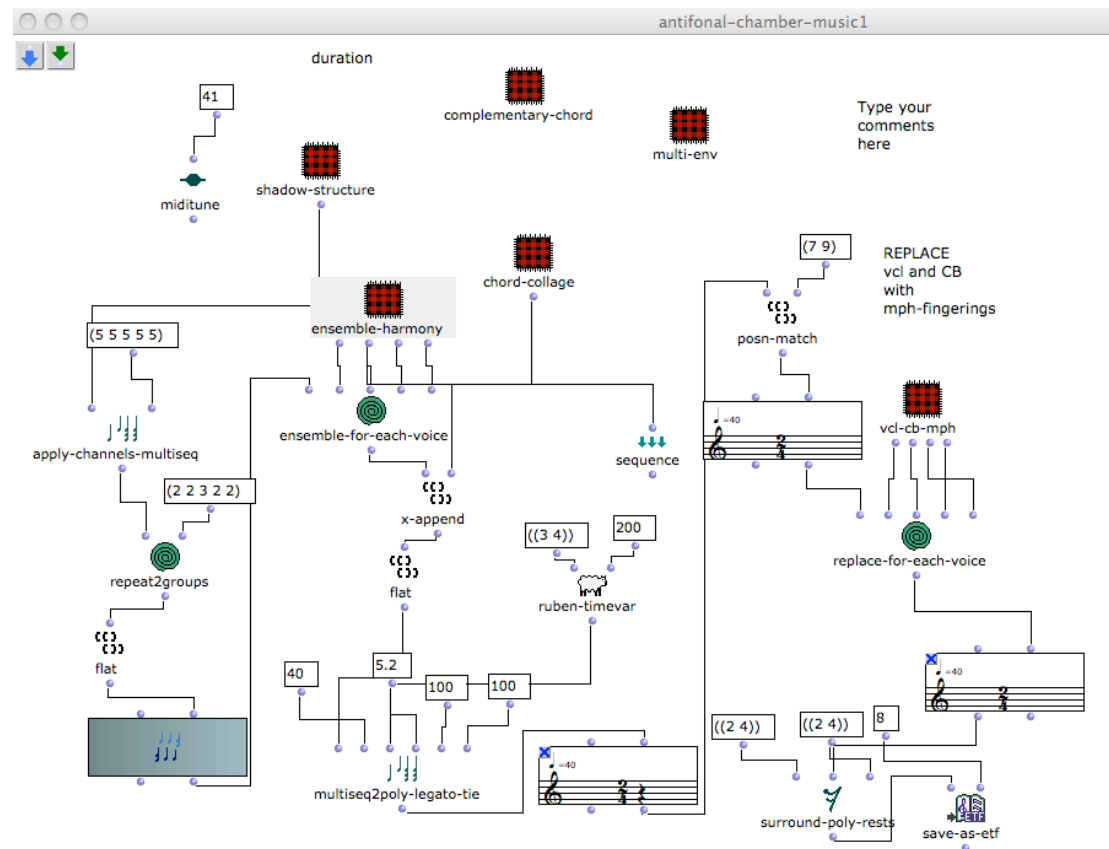 antifonal-chamber-music1
duration
complementary-chord
41
multi-env
Type your
comments
here
shadow-structure
miditune
(7 9)
REPLACE
vcl and CB
with
mph-fingerings
chord-collage
ensemble-harmony
(5 5 5 5 5)
posn-match
=40
2
4
vcl-cb-mph
ensemble-for-each-voice
apply-channels-multiseq
sequence
(2 2 3 2 2)
x-append
((3 4))
200
replace-for-each-voice
repeat2groups
flat
ruben-timevar
flat
40
5.2
100
100
=40
2
4
((2 4))
((2 4))
8
=40
2
4
multiseq2poly-legato-tie
surround-poly-rests
ETF
save-as-etf